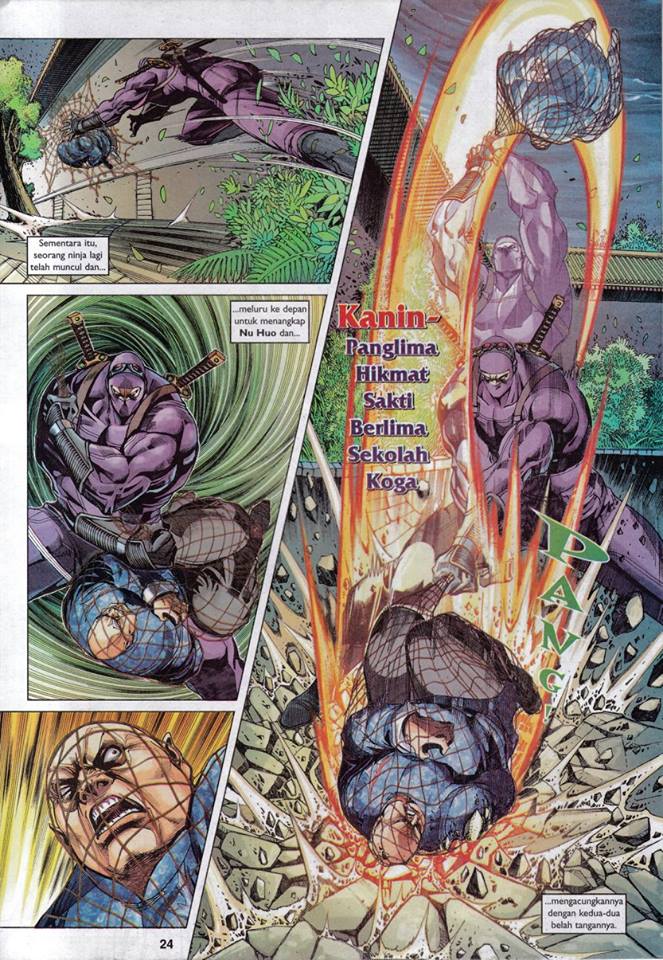 Sementara itu,
seorang ninja lagi
telah muncul dan...
...meluru ke depan
untuk menangkap
Nu Huo dan...
Kanin-
Panglima
Hikmat
Sakti
Berlima
Sekolah
Koga
PANG!
...mengacungkannya
dengan kedua-dua
belah tangannya.
24